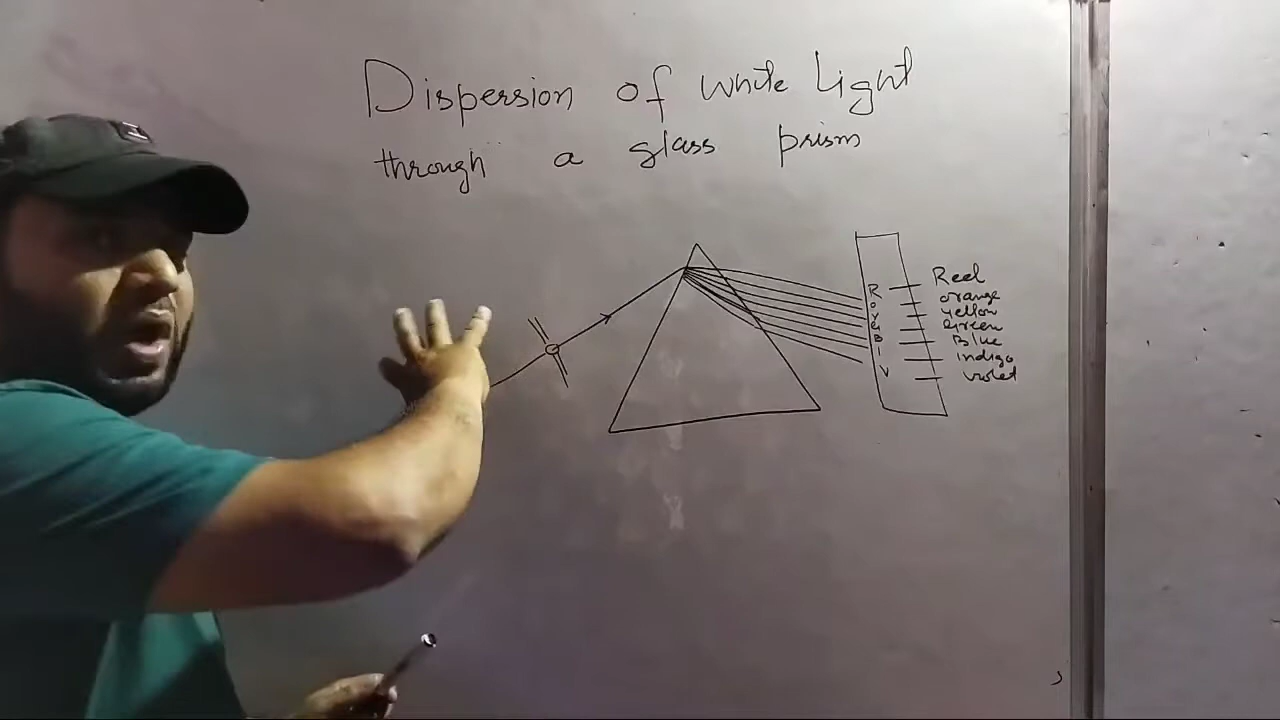 Dispersion of white Light
through a glass prism
R
O
Y
G
B
I
V
Red
orange
yellow
Green
Blue
indigo
violet